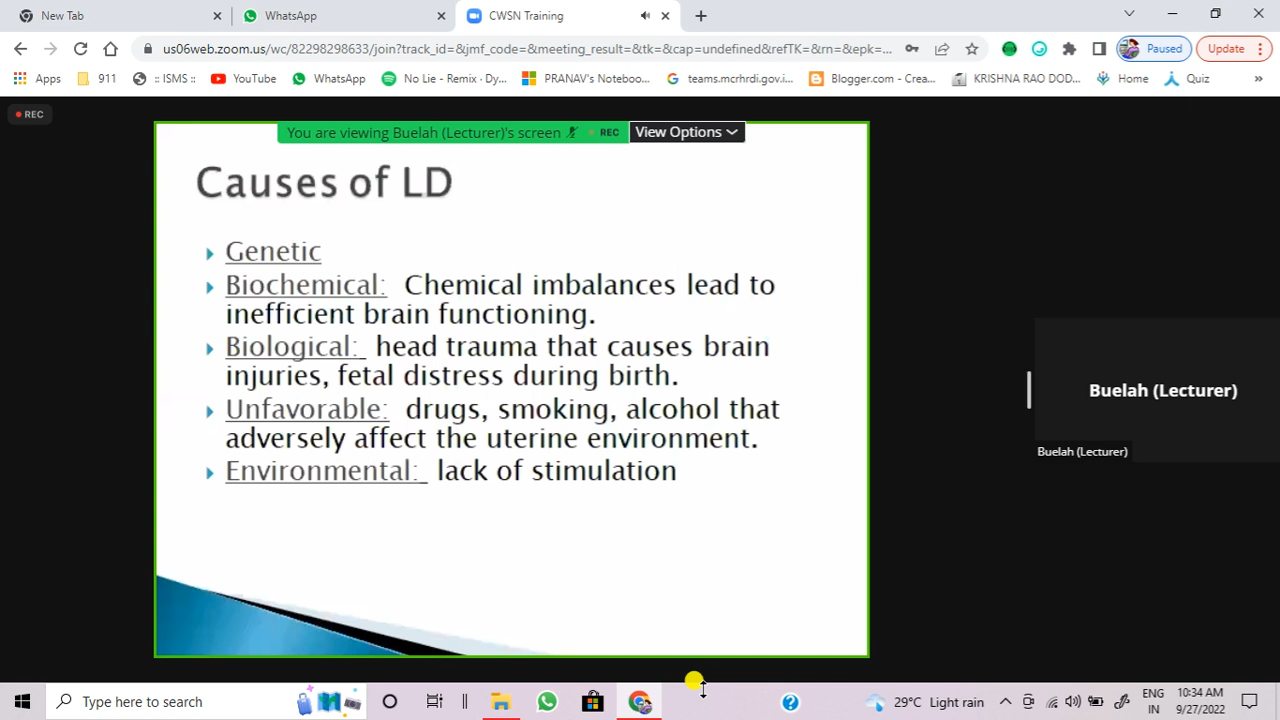 New Tab
WhatsApp
CWSN Training
us06web.zoom.us/wc/82298298633/join?track_id=&jmf_code=&meeting_result=&tk=&cap=undefined&refTK=&rn=&epk=...
Paused
Update
Apps
911
:: ISMS ::
YouTube
WhatsApp
No Lie - Remix - Dy...
PRANAV's Noteboo...
teams.mcrhrdi.gov.i...
Blogger.com - Crea...
KRISHNA RAO DOD...
Home
Quiz
»
REC
You are viewing Buelah (Lecturer)'s screen
REC
View Options
Causes of LD
Genetic
Biochemical: Chemical imbalances lead to
inefficient brain functioning.
Biological: head trauma that causes brain
injuries, fetal distress during birth.
Unfavorable: drugs, smoking, alcohol that
adversely affect the uterine environment.
Environmental: lack of stimulation
Buelah (Lecturer)
Buelah (Lecturer)
Type here to search
29°C Light rain
ENG
IN
10:34 AM
9/27/2022